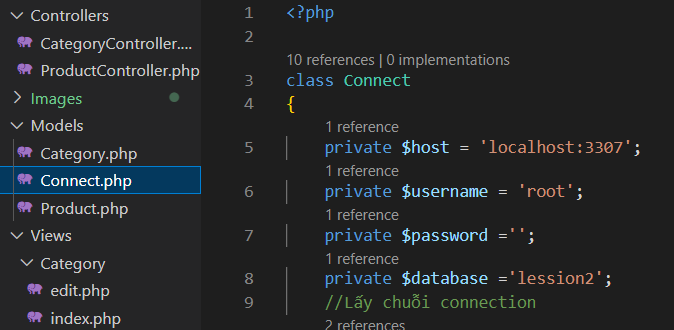 Controllers
CategoryController....
ProductController.php
Images
Models
Category.php
Connect.php
Product.php
Views
Category
edit.php
index.php
1 <?php
2
10 references | 0 implementations
3 class Connect
4 {
1 reference
5 private $host = 'localhost:3307';
1 reference
6 private $username = 'root';
1 reference
7 private $password ='';
1 reference
8 private $database ='lession2';
9 //Lấy chuỗi connection
2 references